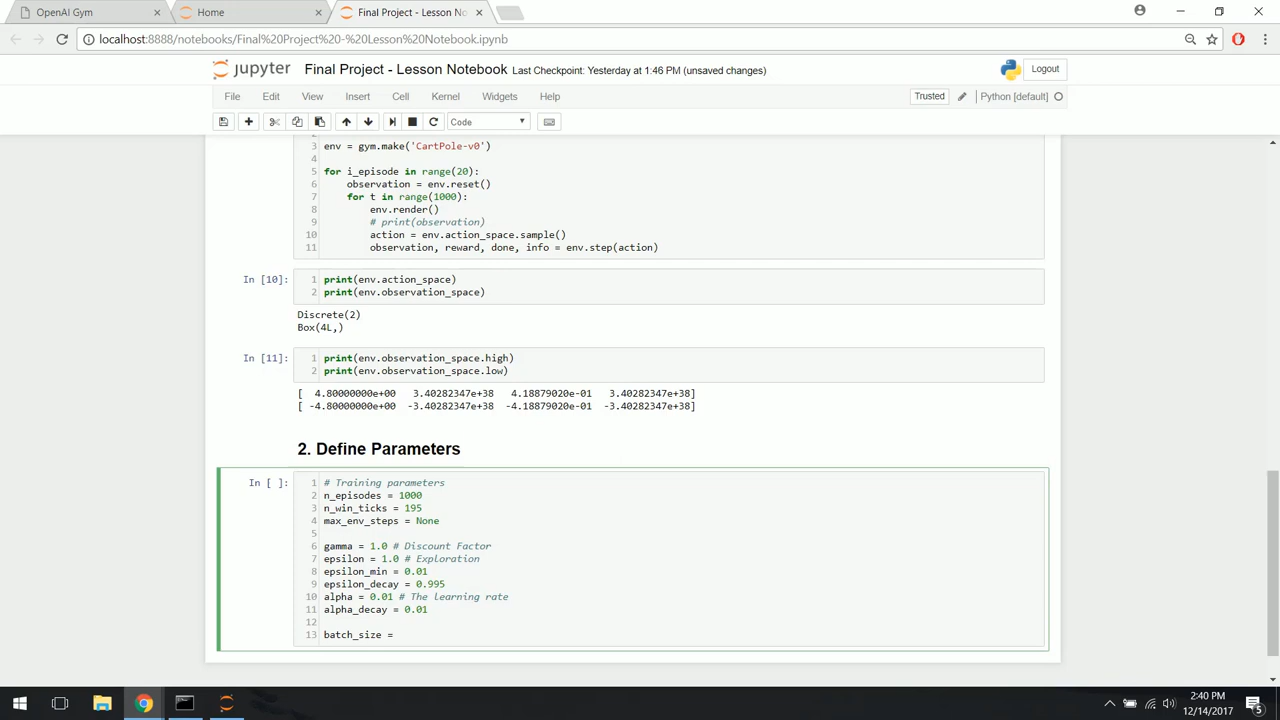 OpenAI Gym
Home
Final Project - Lesson No
localhost:8888/notebooks/Final%20Project%20-%20Lesson%20Notebook.ipynb
jupyter Final Project - Lesson Notebook Last Checkpoint: Yesterday at 1:46 PM (unsaved changes)
Logout
File Edit View Insert Cell Kernel Widgets Help
Trusted
Python [default]
Code
3 env = gym.make('CartPole-v0')
4
5 for i_episode in range(20):
6 observation = env.reset()
7 for t in range(1000):
8 env.render()
9 # print(observation)
10 action = env.action_space.sample()
11 observation, reward, done, info = env.step(action)
In [10]:
1 print(env.action_space)
2 print(env.observation_space)
Discrete(2)
Box(4L,)
In [11]:
1 print(env.observation_space.high)
2 print(env.observation_space.low)
[ 4.80000000e+00 3.40282347e+38 4.18879020e-01 3.40282347e+38]
[ -4.80000000e+00 -3.40282347e+38 -4.18879020e-01 -3.40282347e+38]
2. Define Parameters
In [ ]:
1 # Training parameters
2 n_episodes = 1000
3 n_win_ticks = 195
4 max_env_steps = None
5
6 gamma = 1.0 # Discount Factor
7 epsilon = 1.0 # Exploration
8 epsilon_min = 0.01
9 epsilon_decay = 0.995
10 alpha = 0.01 # The learning rate
11 alpha_decay = 0.01
12
13 batch_size =
2:40 PM
12/14/2017
5